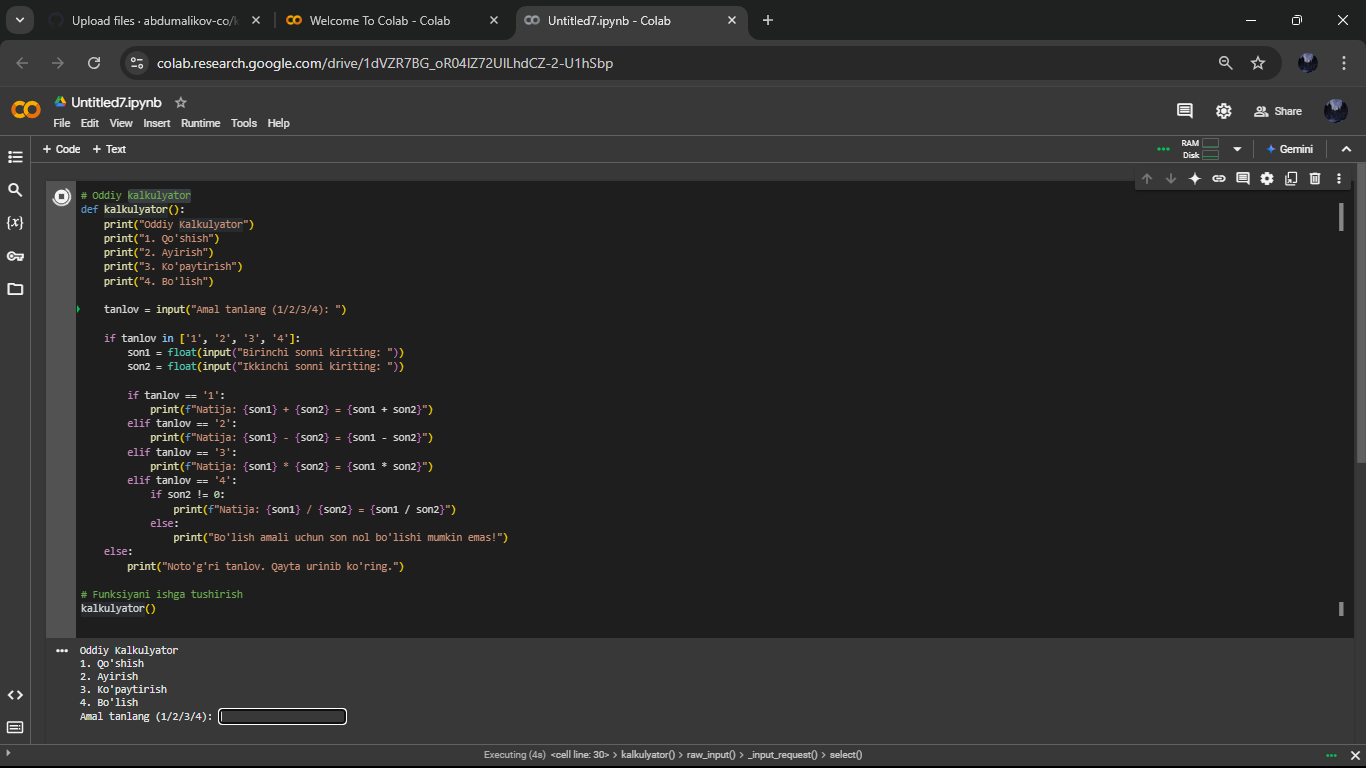 Upload files · abdumalikov-co/k
Welcome To Colab - Colab
Untitled7.ipynb - Colab
colab.research.google.com/drive/1dVZR7BG_oR04IZ72UILhdCZ-2-U1hSbp
Untitled7.ipynb
File Edit View Insert Runtime Tools Help
Share
+ Code + Text
RAM
Disk
Gemini
# Oddiy kalkulyator
def kalkulyator():
    print("Oddiy Kalkulyator")
    print("1. Qo'shish")
    print("2. Ayirish")
    print("3. Ko'paytirish")
    print("4. Bo'lish")
    tanlov = input("Amal tanlang (1/2/3/4): ")
    if tanlov in ['1', '2', '3', '4']:
        son1 = float(input("Birinchi sonni kiriting: "))
        son2 = float(input("Ikkinchi sonni kiriting: "))
        if tanlov == '1':
            print(f"Natija: {son1} + {son2} = {son1 + son2}")
        elif tanlov == '2':
            print(f"Natija: {son1} - {son2} = {son1 - son2}")
        elif tanlov == '3':
            print(f"Natija: {son1} * {son2} = {son1 * son2}")
        elif tanlov == '4':
            if son2 != 0:
                print(f"Natija: {son1} / {son2} = {son1 / son2}")
            else:
                print("Bo'lish amali uchun son nol bo'lishi mumkin emas!")
    else:
        print("Noto'g'ri tanlov. Qayta urinib ko'ring.")
# Funksiyani ishga tushirish
kalkulyator()
Oddiy Kalkulyator
1. Qo'shish
2. Ayirish
3. Ko'paytirish
4. Bo'lish
Amal tanlang (1/2/3/4):
Executing (4s) <cell line: 30> > kalkulyator() > raw_input() > _input_request() > select()